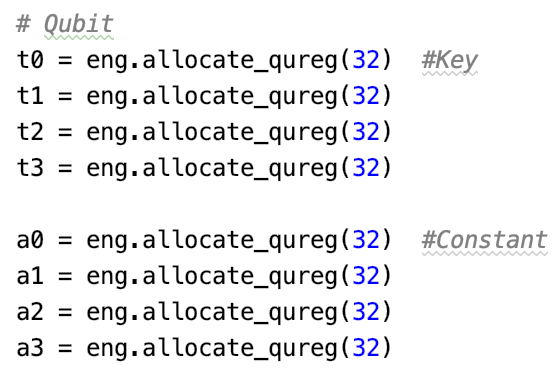 # Qubit
t0 = eng.allocate_qureg(32)  #Key
t1 = eng.allocate_qureg(32)
t2 = eng.allocate_qureg(32)
t3 = eng.allocate_qureg(32)
a0 = eng.allocate_qureg(32)  #Constant
a1 = eng.allocate_qureg(32)
a2 = eng.allocate_qureg(32)
a3 = eng.allocate_qureg(32)